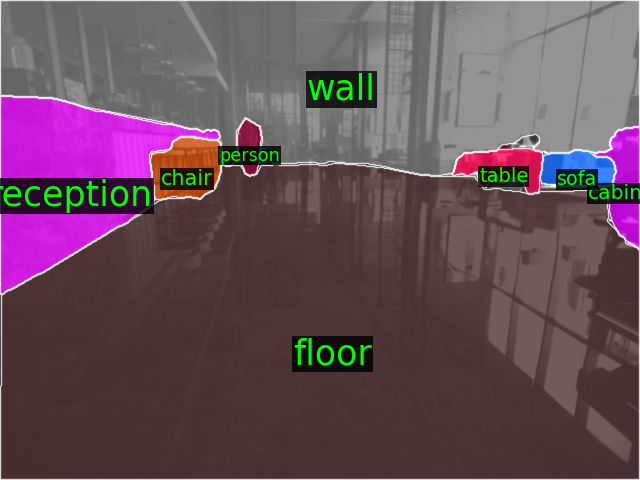 wall
person
chair
table
sofa
reception
cabin
floor